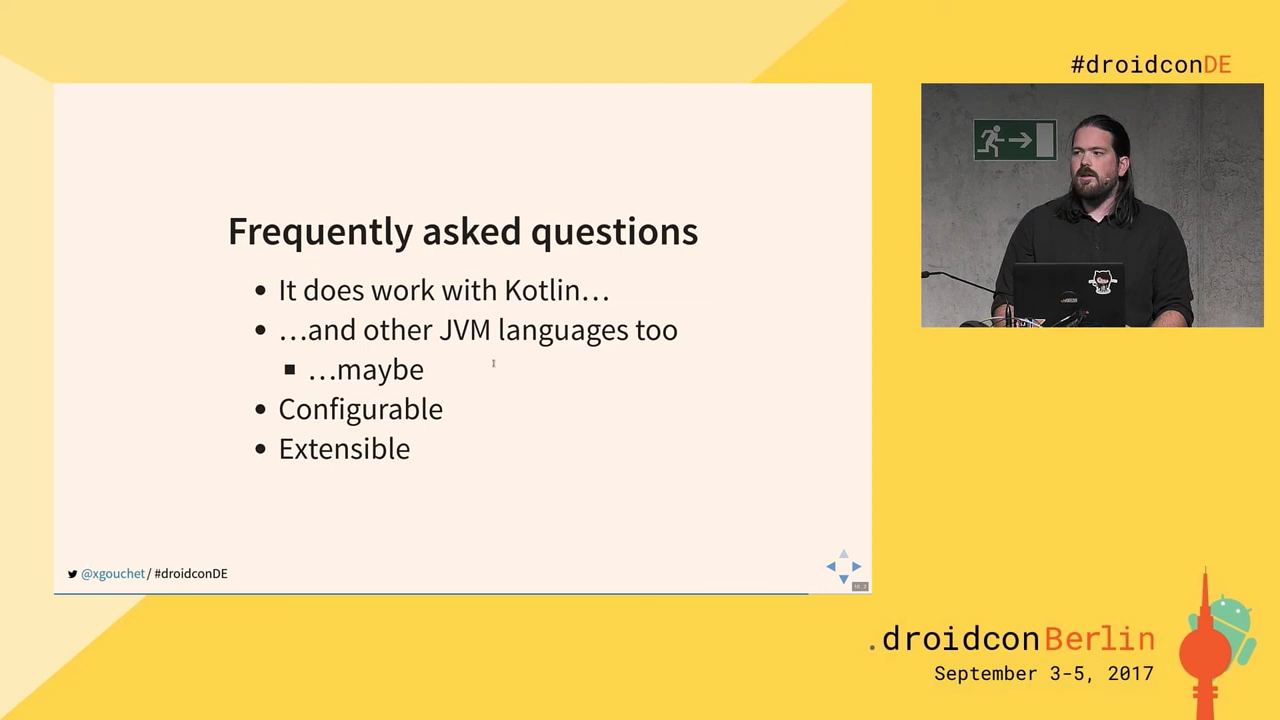 #droidconDE
Frequently asked questions
It does work with Kotlin…
…and other JVM languages too
…maybe
Configurable
Extensible
@xgouchet / #droidconDE
.droidconBerlin
September 3-5, 2017